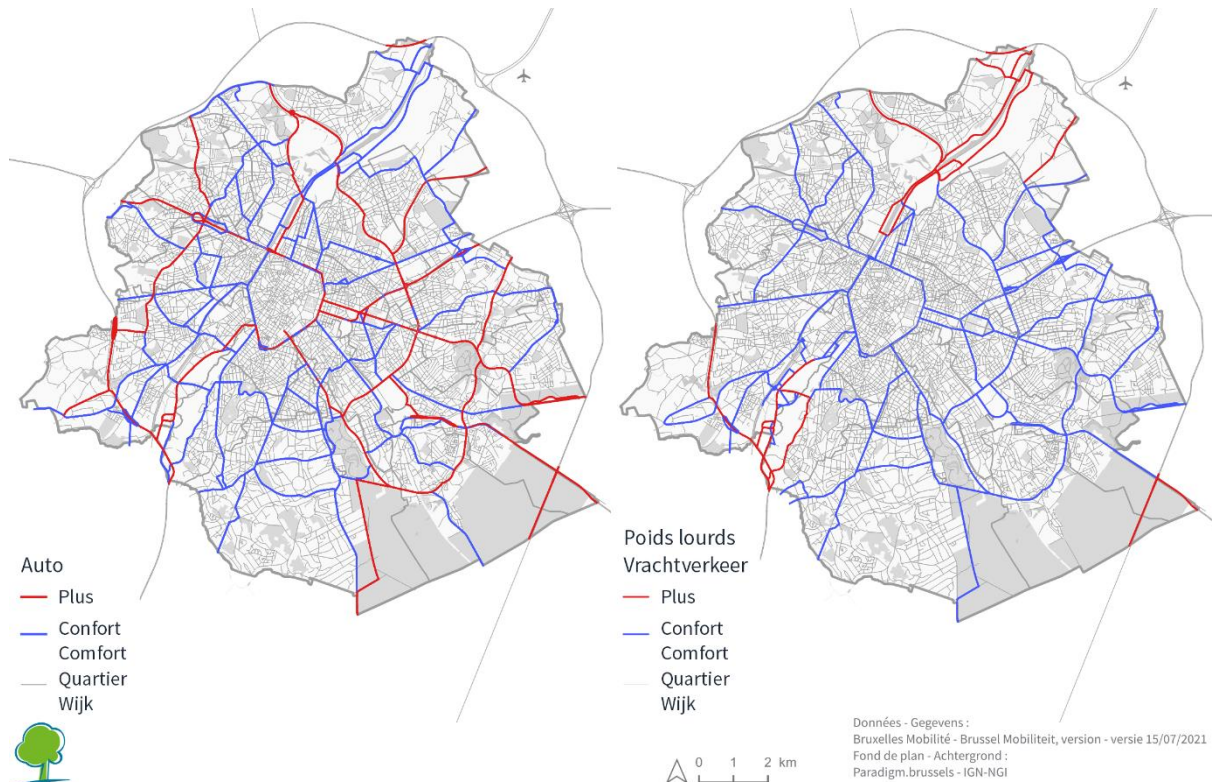 Auto
Plus
Confort
Comfort
Quartier
Wijk
Poids lourds
Vrachtverkeer
Plus
Confort
Comfort
Quartier
Wijk
0 1 2 km
Données - Gegevens :
Bruxelles Mobilité - Brussel Mobiliteit, version - versie 15/07/2021
Fond de plan - Achtergrond :
Paradigm.brussels - IGN-NGI